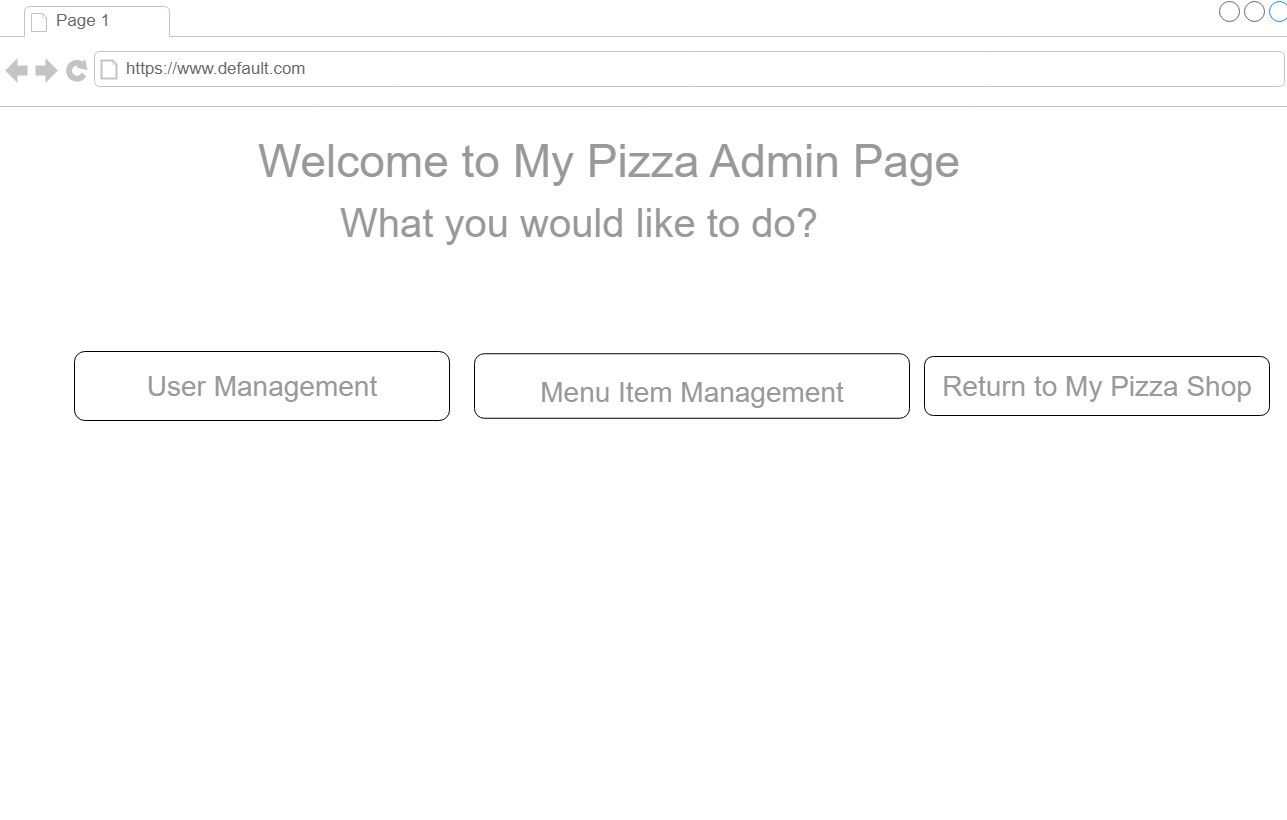 Page 1
https://www.default.com
Welcome to My Pizza Admin Page
What you would like to do?
User Management
Menu Item Management
Return to My Pizza Shop